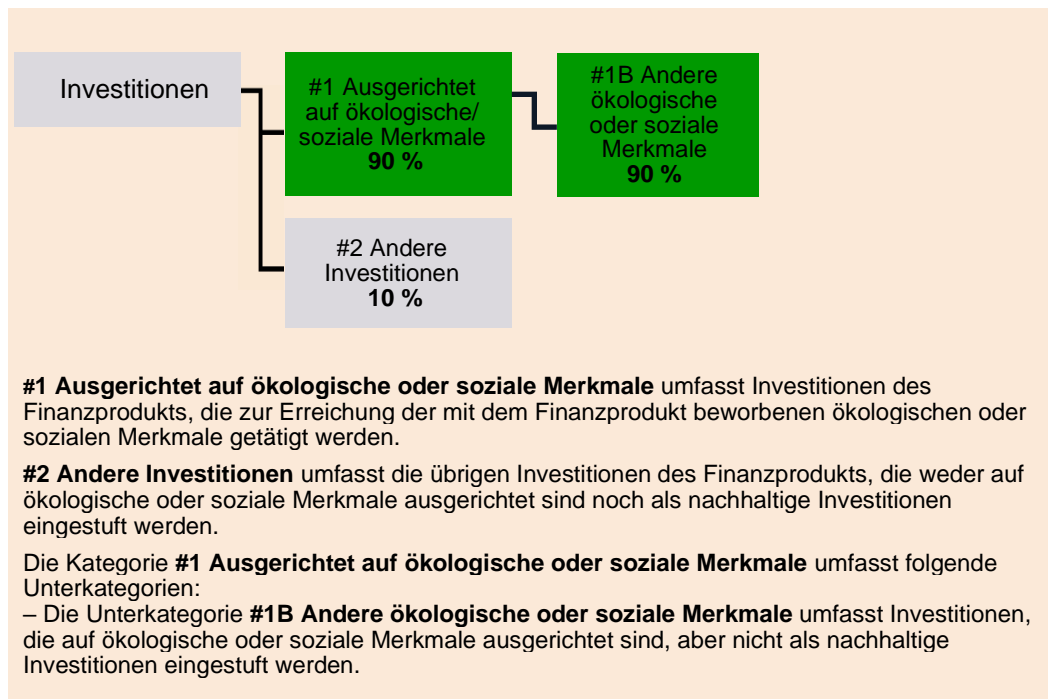 Investitionen
#1 Ausgerichtet
auf ökologische/
soziale Merkmale
90 %
#1B Andere
ökologische
oder soziale
Merkmale
90 %
#2 Andere
Investitionen
10 %
#1 Ausgerichtet auf ökologische oder soziale Merkmale umfasst Investitionen des
Finanzprodukts, die zur Erreichung der mit dem Finanzprodukt beworbenen ökologischen oder
sozialen Merkmale getätigt werden.
#2 Andere Investitionen umfasst die übrigen Investitionen des Finanzprodukts, die weder auf
ökologische oder soziale Merkmale ausgerichtet sind noch als nachhaltige Investitionen
eingestuft werden.
Die Kategorie #1 Ausgerichtet auf ökologische oder soziale Merkmale umfasst folgende
Unterkategorien:
– Die Unterkategorie #1B Andere ökologische oder soziale Merkmale umfasst Investitionen,
die auf ökologische oder soziale Merkmale ausgerichtet sind, aber nicht als nachhaltige
Investitionen eingestuft werden.